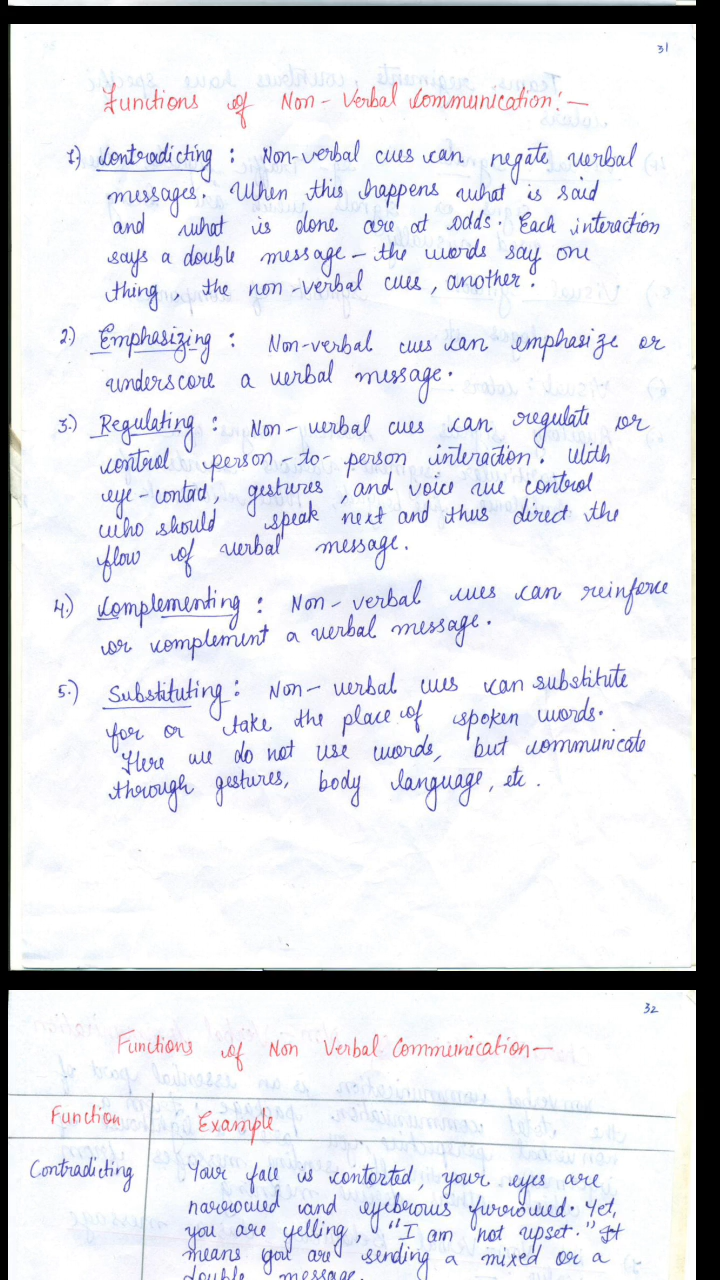 31
Functions of Non-Verbal Communication:-
1.) Contradicting : Non-verbal cues can negate verbal
messages. When this happens what is said
and what is done are at odds. Each interaction
says a double message - the words say one
thing, the non-verbal cues, another.
2.) Emphasizing : Non-verbal cues can emphasize or
underscore a verbal message.
3.) Regulating : Non-verbal cues can regulate or
control person-to-person interaction. With
eye-contact, gestures, and voice we control
who should speak next and thus direct the
flow of verbal message.
4.) Complementing : Non-verbal cues can reinforce
or complement a verbal message.
5.) Substituting : Non-verbal cues can substitute
for or take the place of spoken words.
Here we do not use words, but communicate
through gestures, body language, etc.
32
Functions of Non Verbal Communication-
Function Example
Contradicting Your face is contorted, your eyes are
narrowed and eyebrows furrowed. Yet,
you are yelling, "I am not upset." It
means you are sending a mixed or a
double message.